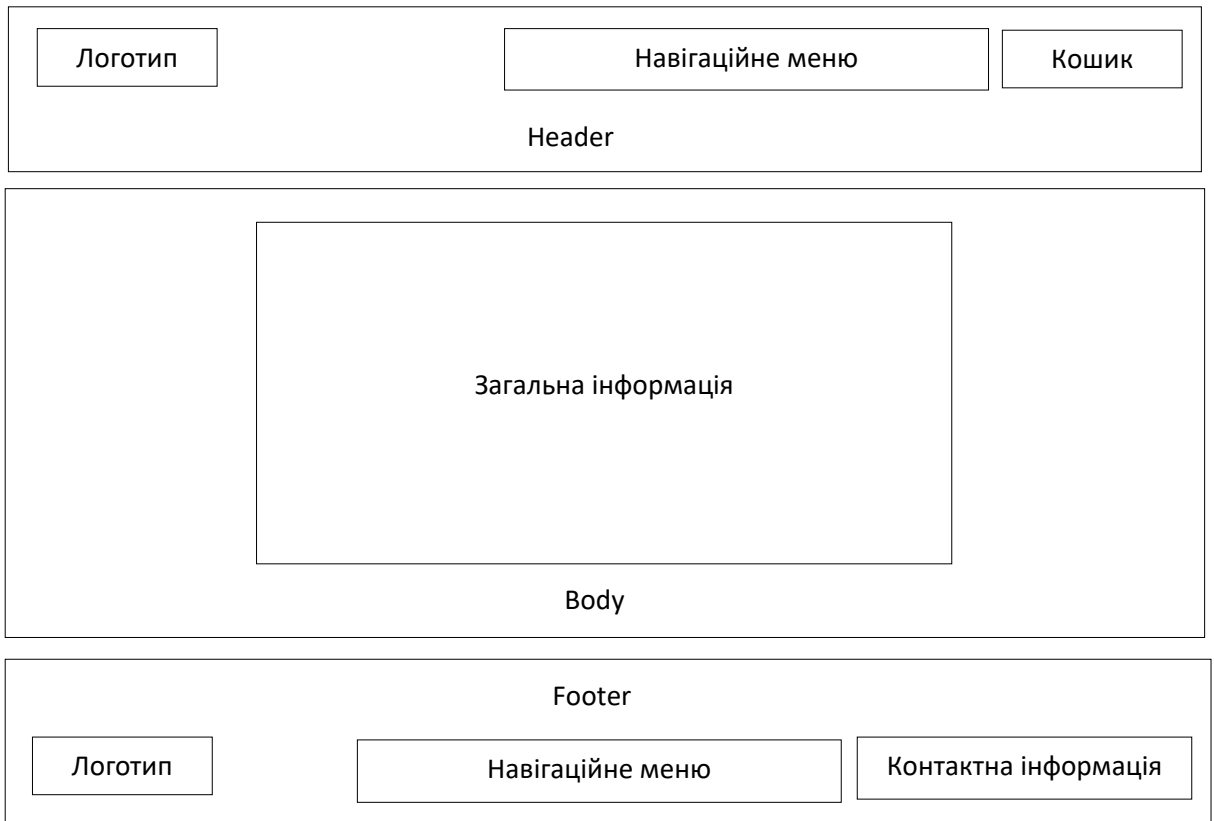 Логотип
Навігаційне меню
Кошик
Header
Загальна інформація
Body
Footer
Логотип
Навігаційне меню
Контактна інформація